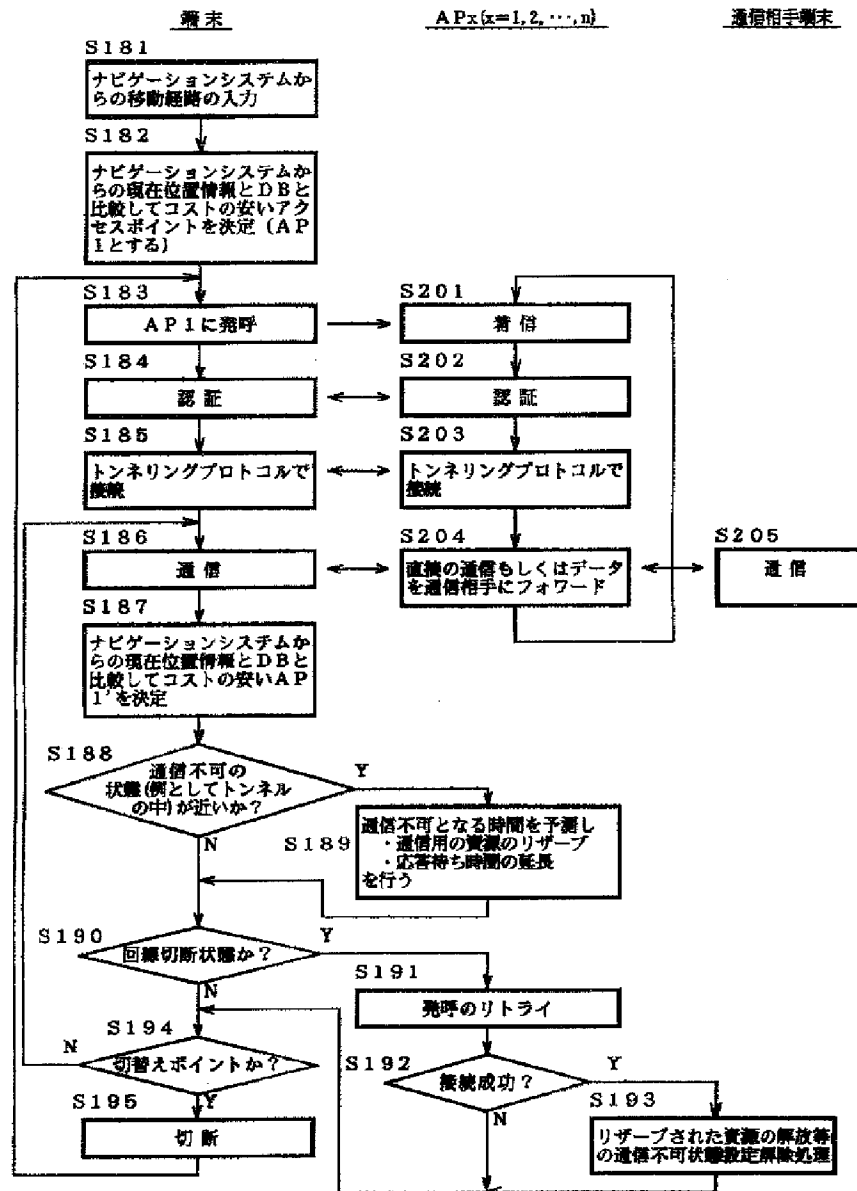 端末
APx(x=1,2,・・・,n)
通信相手端末
S181
ナビゲーションシステムか
らの移動経路の入力
S182
ナビゲーションシステムか
らの現在位置情報とDBと
比較してコストの安いアク
セスポイントを決定(AP
1とする)
S183
AP1に発呼
S201
着信
S184
認証
S202
認証
S185
トンネリングプロトコルで
接続
S203
トンネリングプロトコルで
接続
S186
通信
S204
直接の通信もしくはデータ
を通信相手にフォワード
S205
通信
S187
ナビゲーションシステムか
らの現在位置情報とDBと
比較してコストの安いAP
1'を決定
S188
通信不可の
状態(例としてトンネル
の中)が近いか?
Y
N
S189
通信不可となる時間を予測し
・通信用の資源のリザーブ
・応答待ち時間の延長
を行う
S190
回線切断状態か?
Y
N
S191
発呼のリトライ
S194
切替えポイントか?
N
Y
S192
接続成功?
Y
N
S193
リザーブされた資源の解放等
の通信不可状態設定解除処理
S195
切断